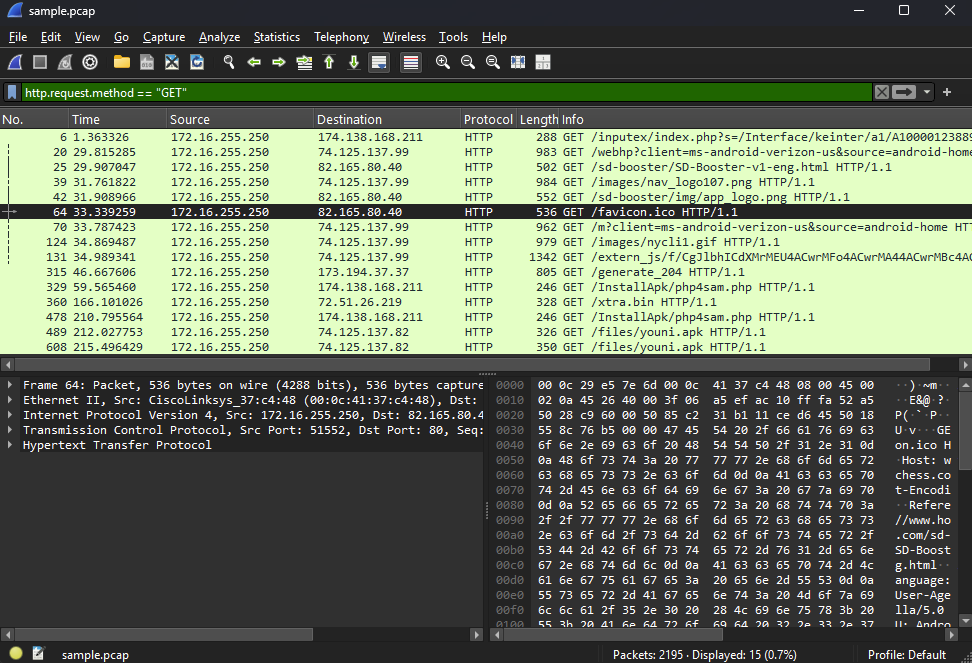 sample.pcap
File Edit View Go Capture Analyze Statistics Telephony Wireless Tools Help
http.request.method == "GET"
No. Time Source Destination Protocol Length Info
6 1.363326 172.16.255.250 174.138.168.211 HTTP 288 GET /inputex/index.php?s=/Interface/keinter/a1/A1000012388
20 29.815285 172.16.255.250 74.125.137.99 HTTP 983 GET /webhp?client=ms-android-verizon-us&source=android-home
25 29.907047 172.16.255.250 82.165.80.40 HTTP 502 GET /sd-booster/SD-Booster-v1-eng.html HTTP/1.1
39 31.761822 172.16.255.250 74.125.137.99 HTTP 984 GET /images/nav_logo107.png HTTP/1.1
42 31.908966 172.16.255.250 82.165.80.40 HTTP 552 GET /sd-booster/img/app_logo.png HTTP/1.1
64 33.339259 172.16.255.250 82.165.80.40 HTTP 536 GET /favicon.ico HTTP/1.1
70 33.787423 172.16.255.250 74.125.137.99 HTTP 962 GET /m?client=ms-android-verizon-us&source=android-home HT
124 34.869487 172.16.255.250 74.125.137.99 HTTP 979 GET /images/nycli1.gif HTTP/1.1
131 34.989341 172.16.255.250 74.125.137.99 HTTP 1342 GET /extern_js/f/CgJlbhICdXMrMEU4ACwrMFo4ACwrMA44ACwrMBc4AC
315 46.667606 172.16.255.250 173.194.37.37 HTTP 805 GET /generate_204 HTTP/1.1
329 59.565460 172.16.255.250 174.138.168.211 HTTP 246 GET /InstallApk/php4sam.php HTTP/1.1
360 166.101026 172.16.255.250 72.51.26.219 HTTP 328 GET /xtra.bin HTTP/1.1
478 210.795564 172.16.255.250 174.138.168.211 HTTP 246 GET /InstallApk/php4sam.php HTTP/1.1
489 212.027753 172.16.255.250 74.125.137.82 HTTP 326 GET /files/youni.apk HTTP/1.1
608 215.496429 172.16.255.250 74.125.137.82 HTTP 350 GET /files/youni.apk HTTP/1.1
Frame 64: Packet, 536 bytes on wire (4288 bits), 536 bytes capture
Ethernet II, Src: CiscoLinksys_37:c4:48 (00:0c:41:37:c4:48), Dst:
Internet Protocol Version 4, Src: 172.16.255.250, Dst: 82.165.80.4
Transmission Control Protocol, Src Port: 51552, Dst Port: 80, Seq:
Hypertext Transfer Protocol
0000 00 0c 29 e5 7e 6d 00 0c 41 37 c4 48 08 00 45 00 ··)·~m
0010 02 0a 45 26 40 00 3f 06 a5 ef ac 10 ff fa 52 a5 ··E&@·?·
0020 50 28 c9 60 00 50 85 c2 31 b1 11 ce d6 45 50 18 P(·`·P··
0030 55 8c 76 b5 00 00 47 45 54 20 2f 66 61 76 69 63 U·v···GE
0040 6f 6e 2e 69 63 6f 20 48 54 54 50 2f 31 2e 31 0d on.ico H
0050 0a 48 6f 73 74 3a 20 77 77 77 2e 68 6f 6d 65 72 ·Host: w
0060 63 68 65 73 73 2e 63 6f 6d 0d 0a 41 63 63 65 70 chess.co
0070 74 2d 45 6e 63 6f 64 69 6e 67 3a 20 67 7a 69 70 t-Encodi
0080 0d 0a 52 65 66 65 72 65 72 3a 20 68 74 74 70 3a ··Refere
0090 2f 2f 77 77 77 2e 68 6f 6d 65 72 63 68 65 73 73 //www.ho
00a0 2e 63 6f 6d 2f 73 64 2d 62 6f 6f 73 74 65 72 2f .com/sd-
00b0 53 44 2d 42 6f 6f 73 74 65 72 2d 76 31 2d 65 6e SD-Boost
00c0 67 2e 68 74 6d 6c 0d 0a 41 63 63 65 70 74 2d 4c g.html··
00d0 61 6e 67 75 61 67 65 3a 20 65 6e 2d 55 53 0d 0a anguage:
00e0 55 73 65 72 2d 41 67 65 6e 74 3a 20 4d 6f 7a 69 User-Age
00f0 6c 6c 61 2f 35 2e 30 20 28 4c 69 6e 75 78 3b 20 lla/5.0
0100 55 3b 20 41 6e 64 72 6f 69 64 20 32 2e 33 2e 37 U; Andro
sample.pcap
Packets: 2195 · Displayed: 15 (0.7%)
Profile: Default